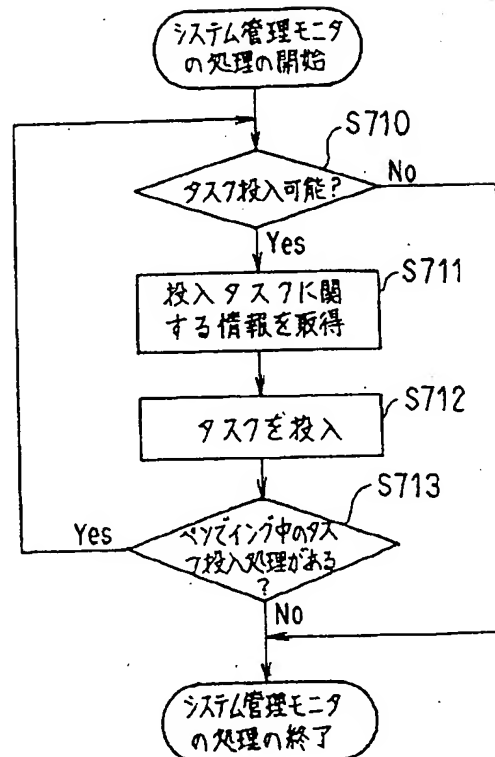 システム管理モニタ
の処理の開始
S710
タスク投入可能?
No
Yes
S711
投入タスクに関
する情報を取得
S712
タスクを投入
S713
Yes
ペンディング中のタス
ク投入処理がある
?
No
システム管理モニタ
の処理の終了